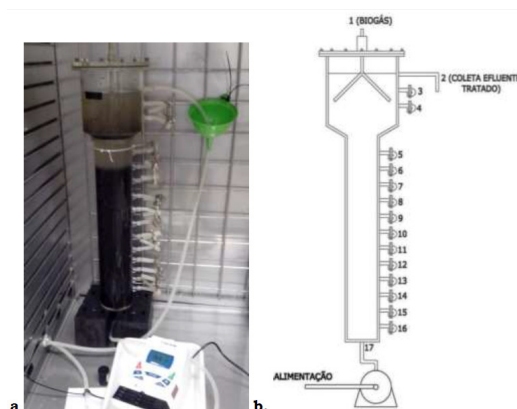 1 (BIOGÁS)
2 (COLETA EFLUENTE
TRATADO)
3
4
5
6
7
8
9
10
11
12
13
14
15
16
17
ALIMENTAÇÃO
a
b.